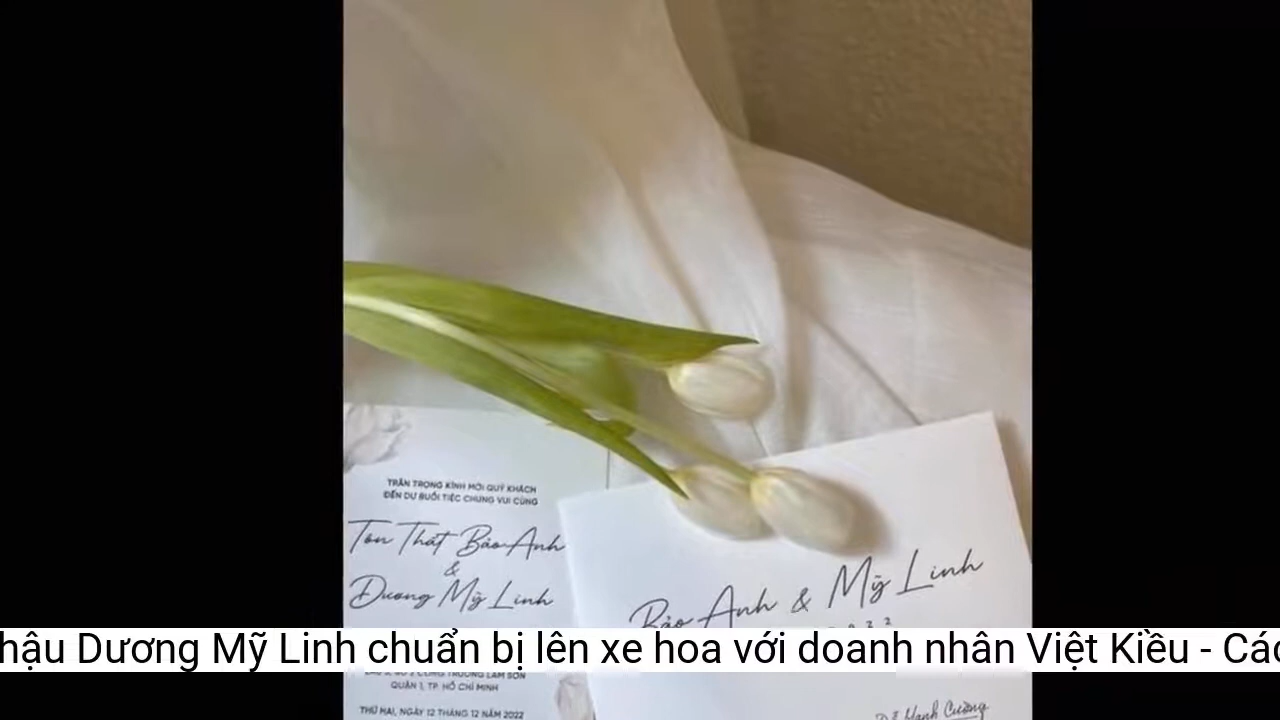 TRÂN TRỌNG KÍNH MỜI QUÝ KHÁCH
ĐẾN DỰ BUỔI TIỆC CHUNG VUI CÙNG
Tôn Thất Bảo Anh
&
Dương Mỹ Linh
Bảo Anh & Mỹ Linh
hậu Dương Mỹ Linh chuẩn bị lên xe hoa với doanh nhân Việt Kiều - Các
QUẬN 1, TP. HỒ CHÍ MINH
THỨ HAI, NGÀY 12 THÁNG 12 NĂM 2022
Mạnh Cường